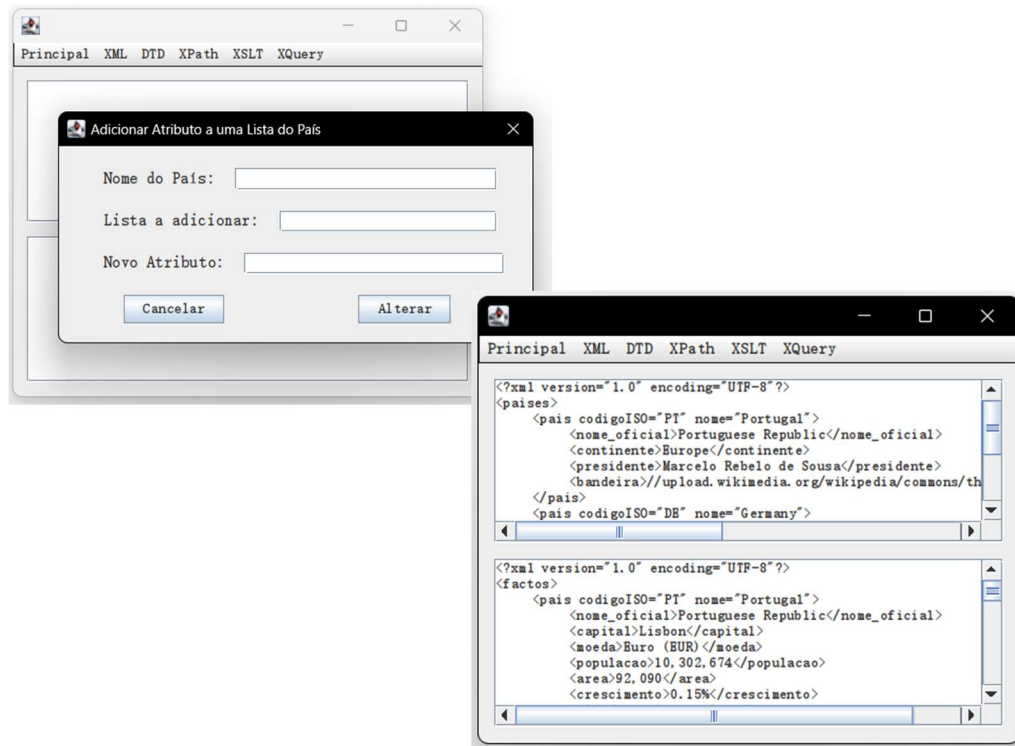 Principal XML DTD XPath XSLT XQuery
Adicionar Atributo a uma Lista do País
Nome do País:
Lista a adicionar:
Novo Atributo:
Cancelar Alterar
Principal XML DTD XPath XSLT XQuery
<?xml version="1.0" encoding="UTF-8"?>
<paises>
<pais codigoISO="PT" nome="Portugal">
<nome_oficial>Portuguese Republic</nome_oficial>
<continente>Europe</continente>
<presidente>Marcelo Rebelo de Sousa</presidente>
<bandeira>//upload.wikimedia.org/wikipedia/commons/th
</pais>
<pais codigoISO="DE" nome="Germany">
<?xml version="1.0" encoding="UTF-8"?>
<factos>
<pais codigoISO="PT" nome="Portugal">
<nome_oficial>Portuguese Republic</nome_oficial>
<capital>Lisbon</capital>
<moeda>Euro (EUR)</moeda>
<populacao>10,302,674</populacao>
<area>92,090</area>
<crescimento>0.15%</crescimento>